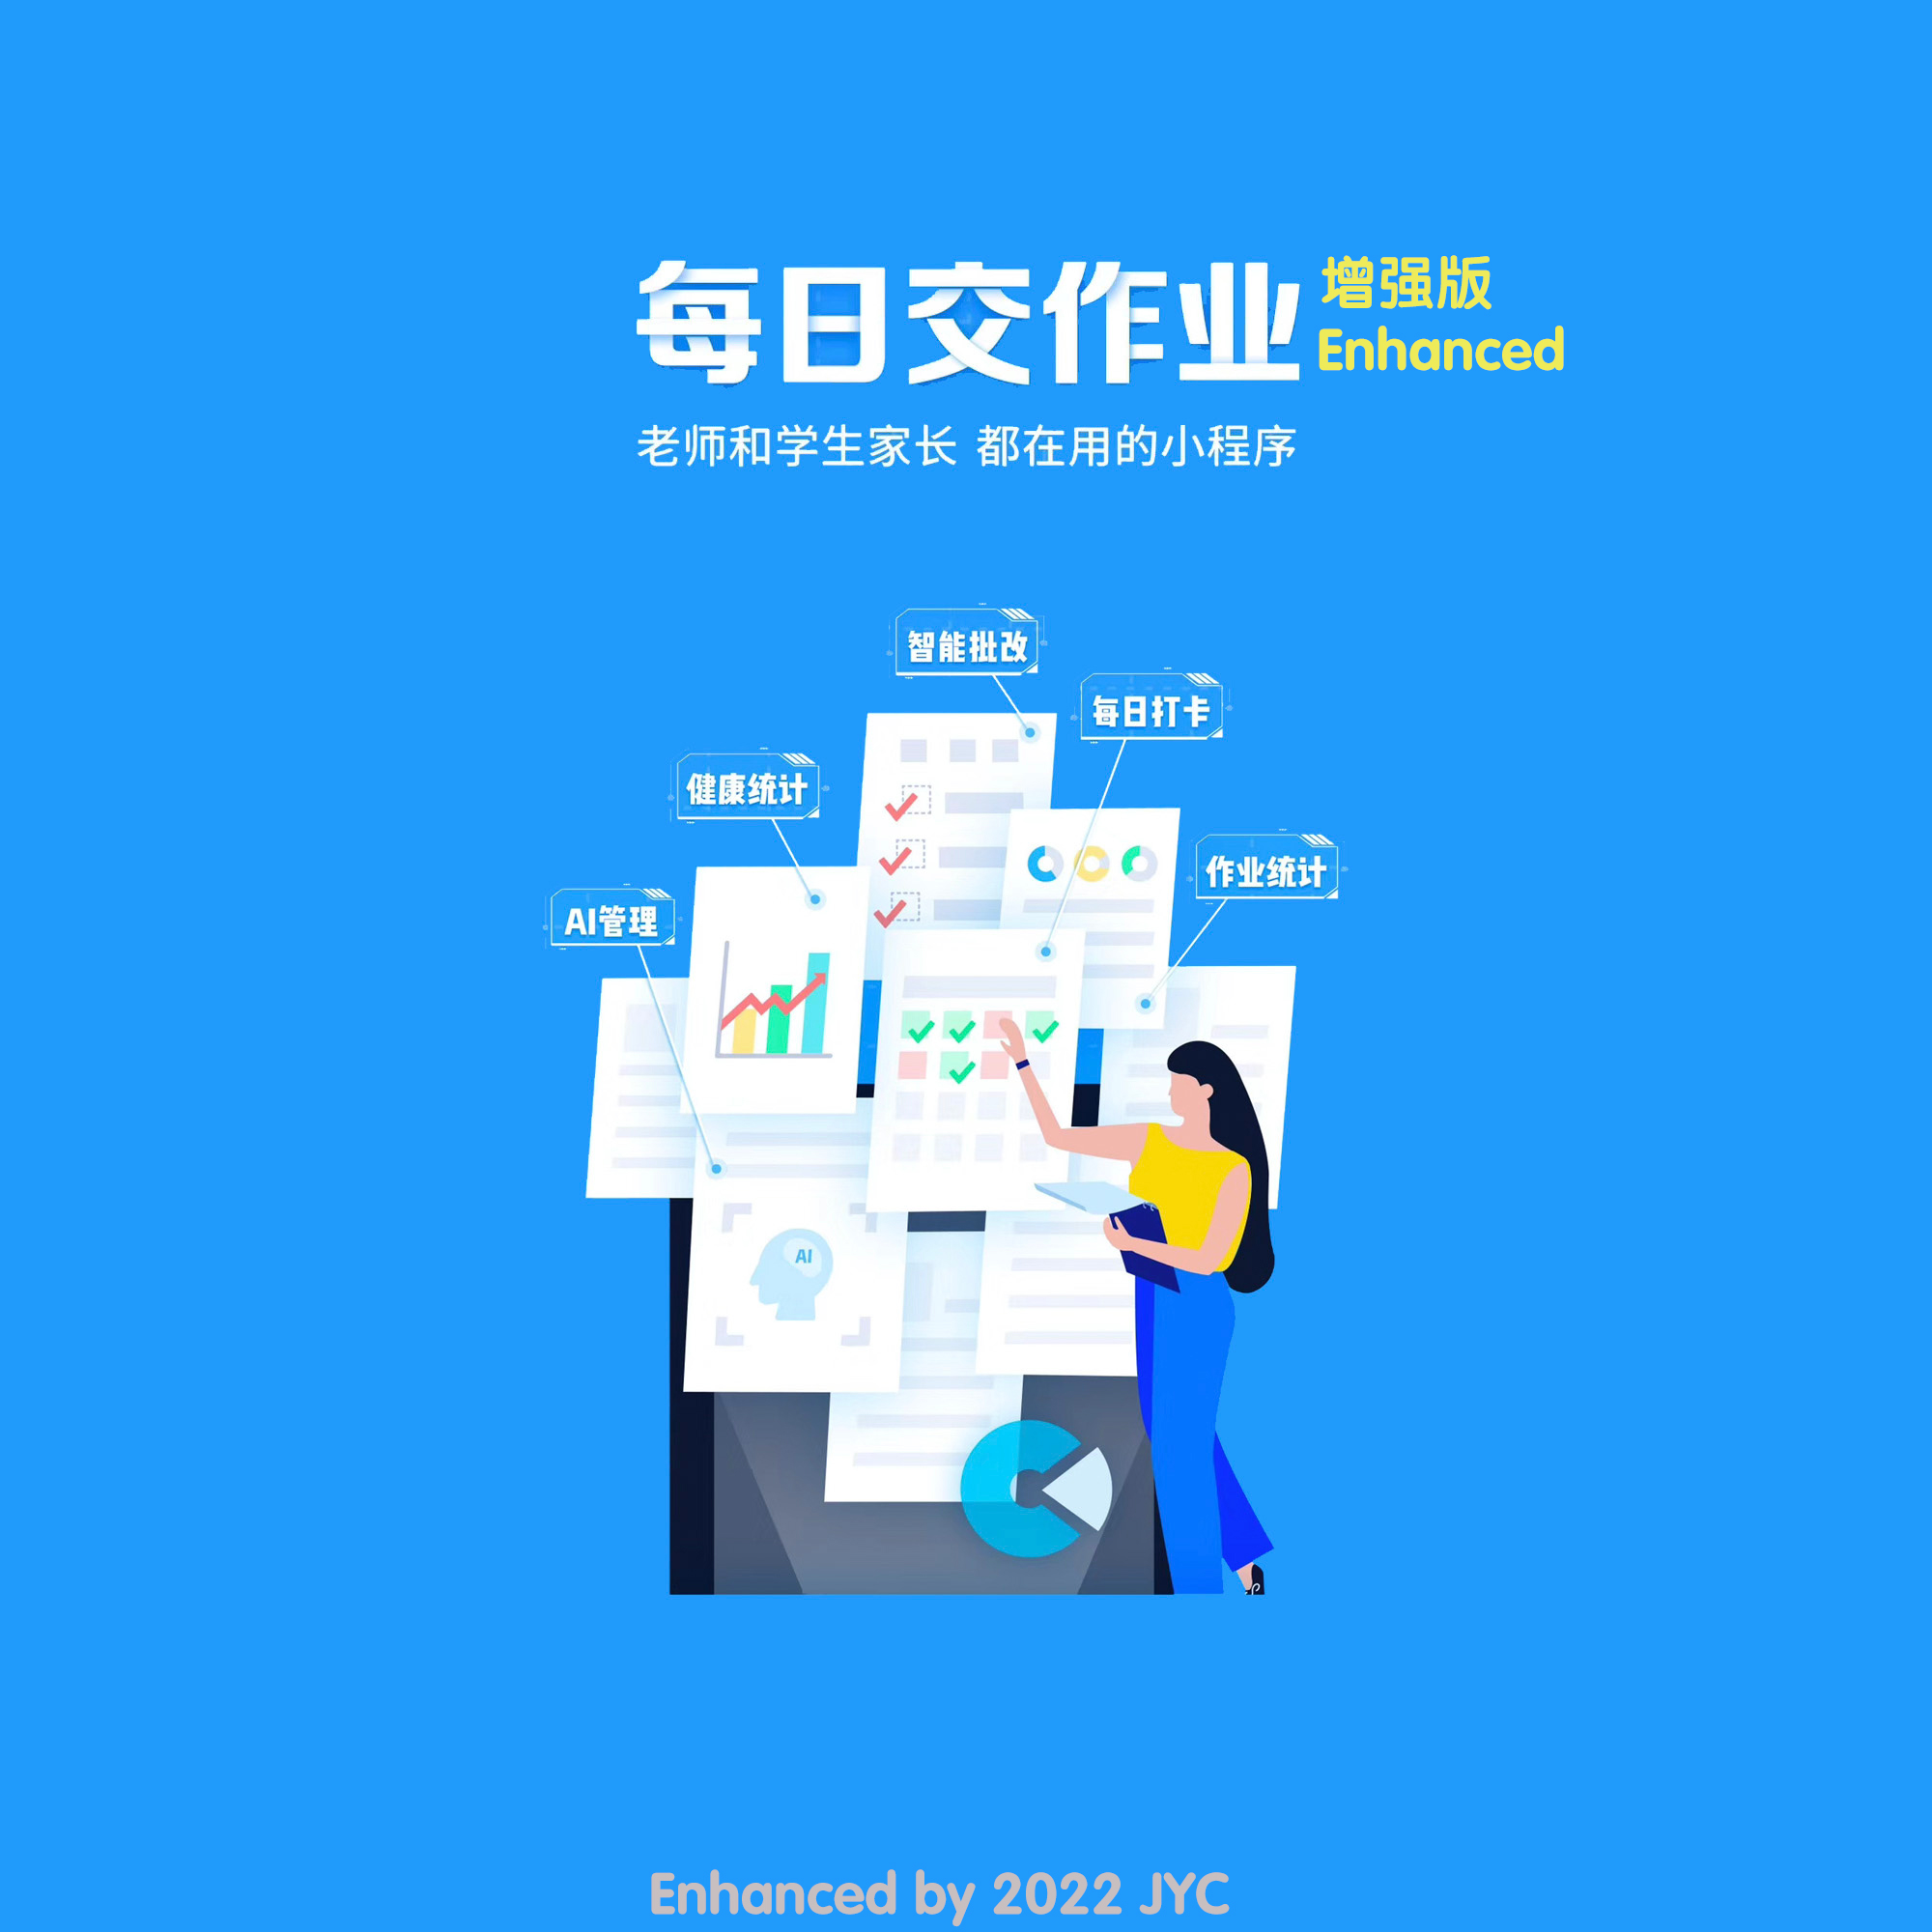 每日交作业
增强版
Enhanced
老师和学生家长 都在用的小程序
智能批改
每日打卡
健康统计
作业统计
AI管理
AI
Enhanced by 2022 JYC